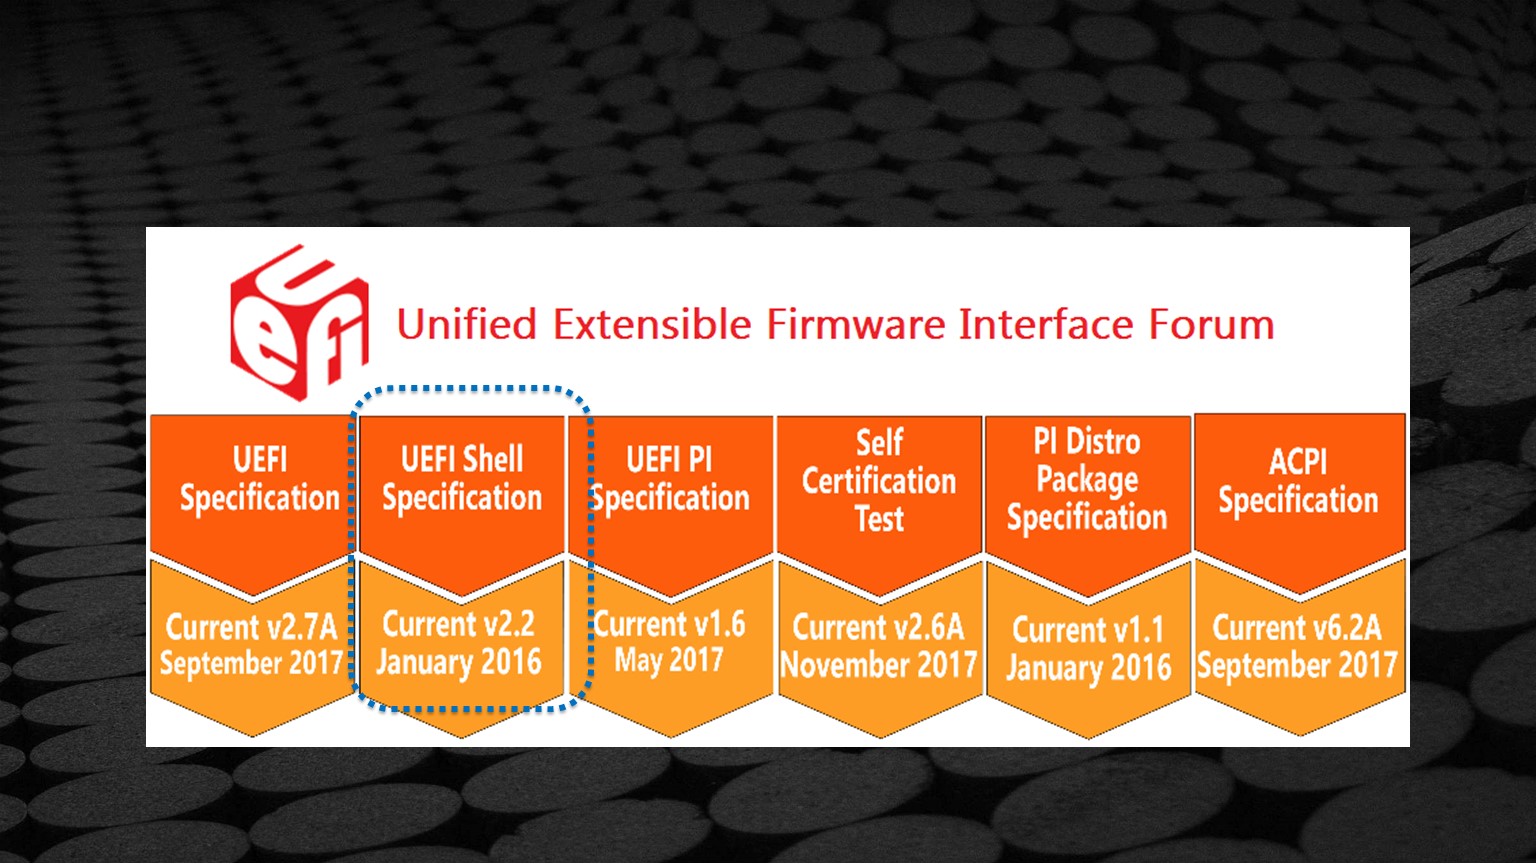 uefi
Unified Extensible Firmware Interface Forum
UEFI
Specification
UEFI Shell
Specification
UEFI PI
Specification
Self
Certification
Test
PI Distro
Package
Specification
ACPI
Specification
Current v2.7A
September 2017
Current v2.2
January 2016
Current v1.6
May 2017
Current v2.6A
November 2017
Current v1.1
January 2016
Current v6.2A
September 2017